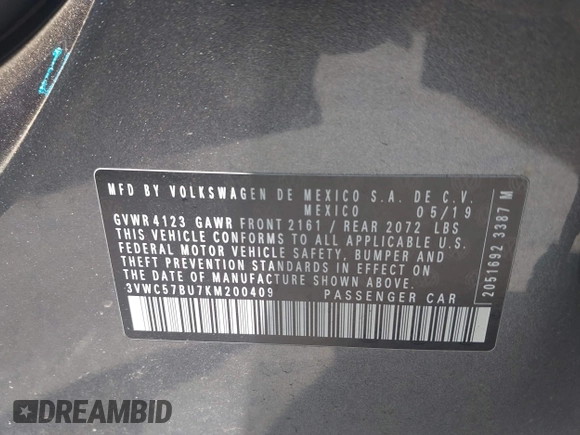 MFD BY VOLKSWAGEN DE MEXICO S.A. DE C.V.
MEXICO 05/19
GVWR 4123 GAWR FRONT 2161 / REAR 2072 LBS
THIS VEHICLE CONFORMS TO ALL APPLICABLE U.S.
FEDERAL MOTOR VEHICLE SAFETY, BUMPER AND
THEFT PREVENTION STANDARDS IN EFFECT ON
THE DATE OF MANUFACTURE SHOWN ABOVE.
3VWC57BU7KM200409 PASSENGER CAR
2051692 3387 M
DREAMBID